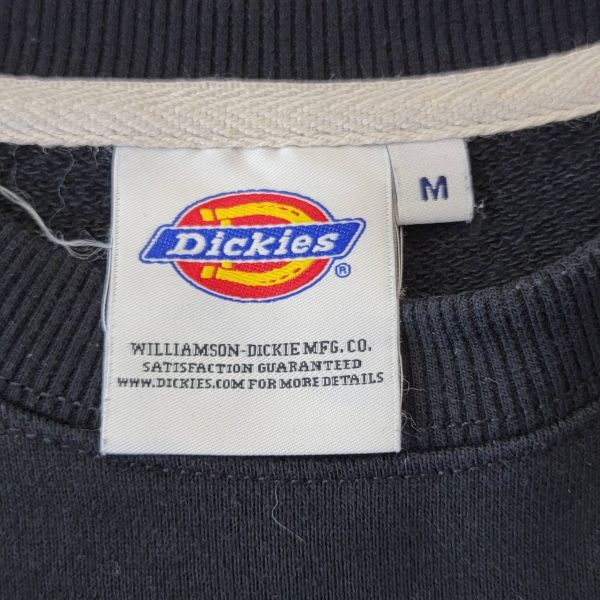 Dickies®
M
WILLIAMSON-DICKIE MFG. CO.
SATISFACTION GUARANTEED
WWW.DICKIES.COM FOR MORE DETAILS